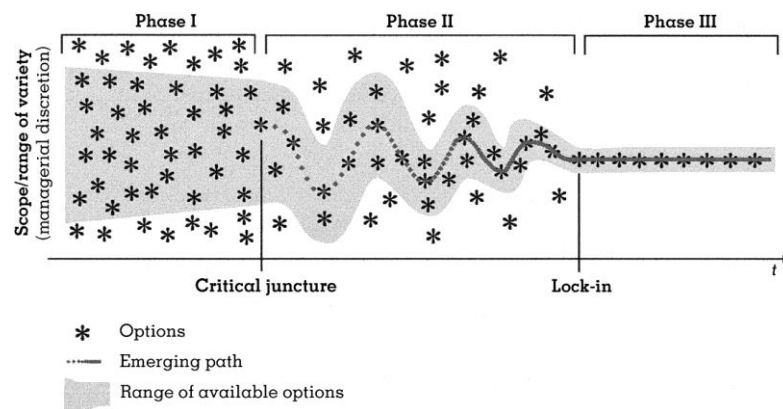 Phase I
Phase II
Phase III
Scope/range of variety
(managerial discretion)
t
Critical juncture
Lock-in
* Options
Emerging path
Range of available options